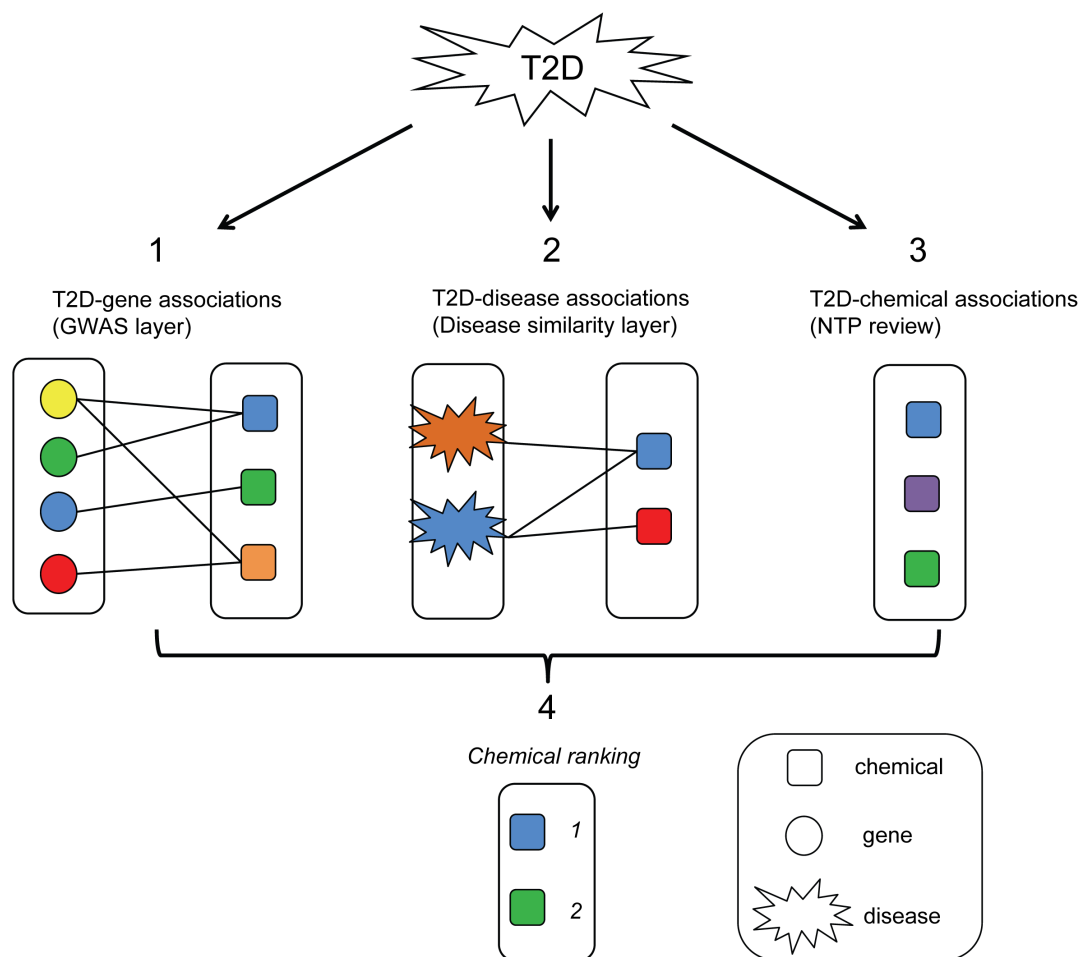 T2D
1
2
3
T2D-gene associations
(GWAS layer)
T2D-disease associations
(Disease similarity layer)
T2D-chemical associations
(NTP review)
4
Chemical ranking
1
2
chemical
gene
disease